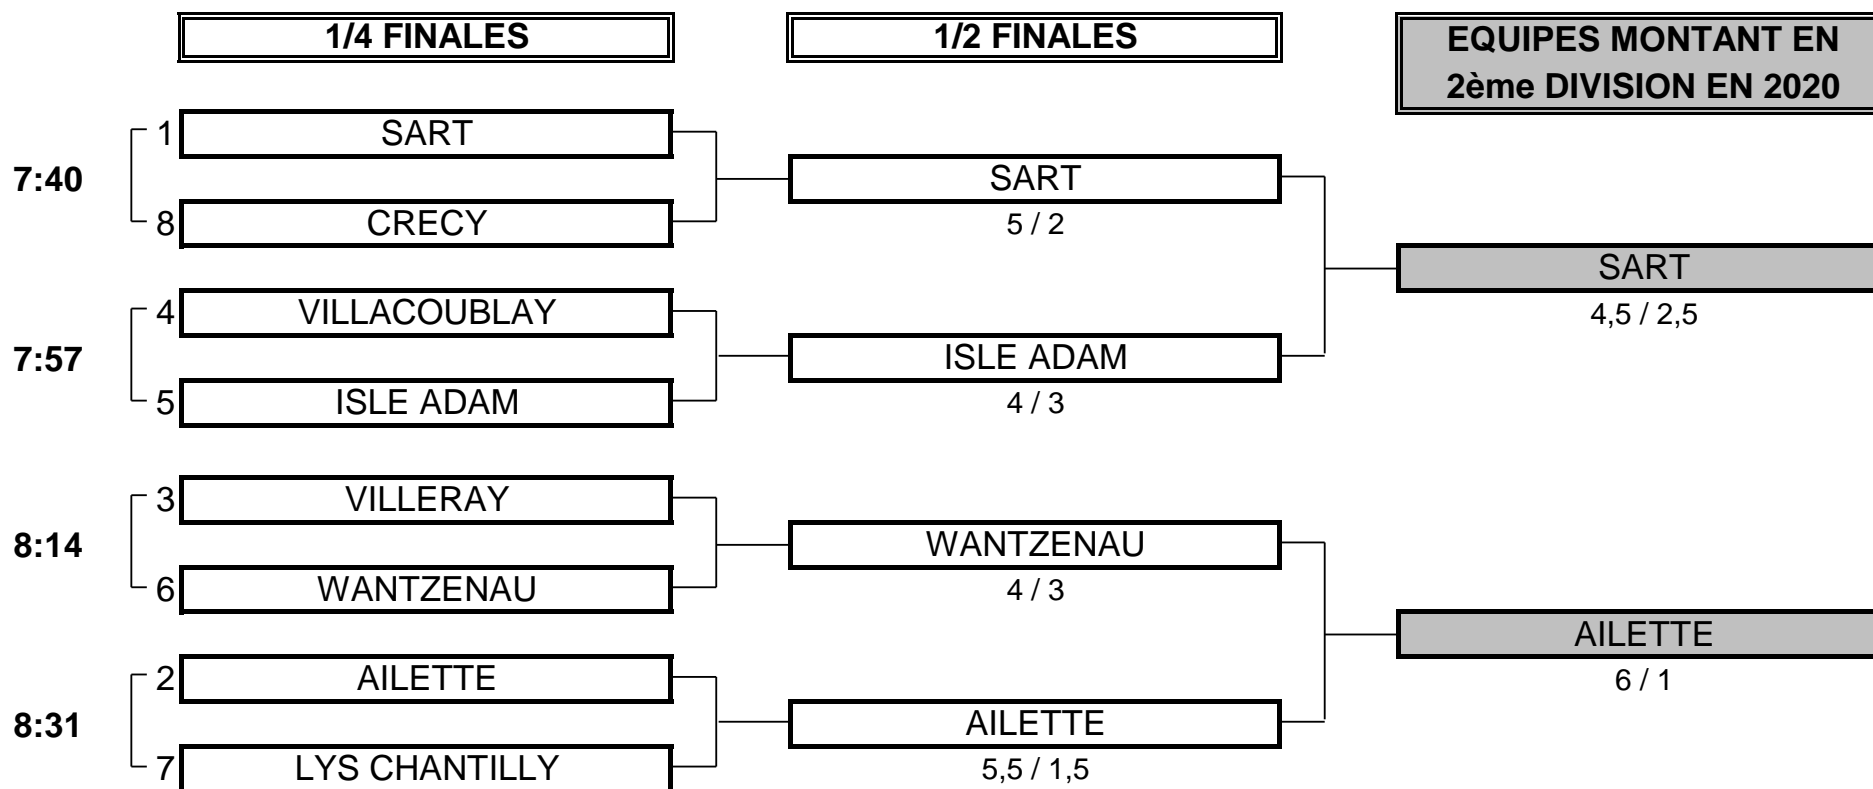 1/4 FINALES
1/2 FINALES
EQUIPES MONTANT EN
2ème DIVISION EN 2020
7:40
1 SART
8 CRECY
SART
5 / 2
7:57
4 VILLACOUBLAY
5 ISLE ADAM
ISLE ADAM
4 / 3
SART
4,5 / 2,5
8:14
3 VILLERAY
6 WANTZENAU
WANTZENAU
4 / 3
8:31
2 AILETTE
7 LYS CHANTILLY
AILETTE
5,5 / 1,5
AILETTE
6 / 1